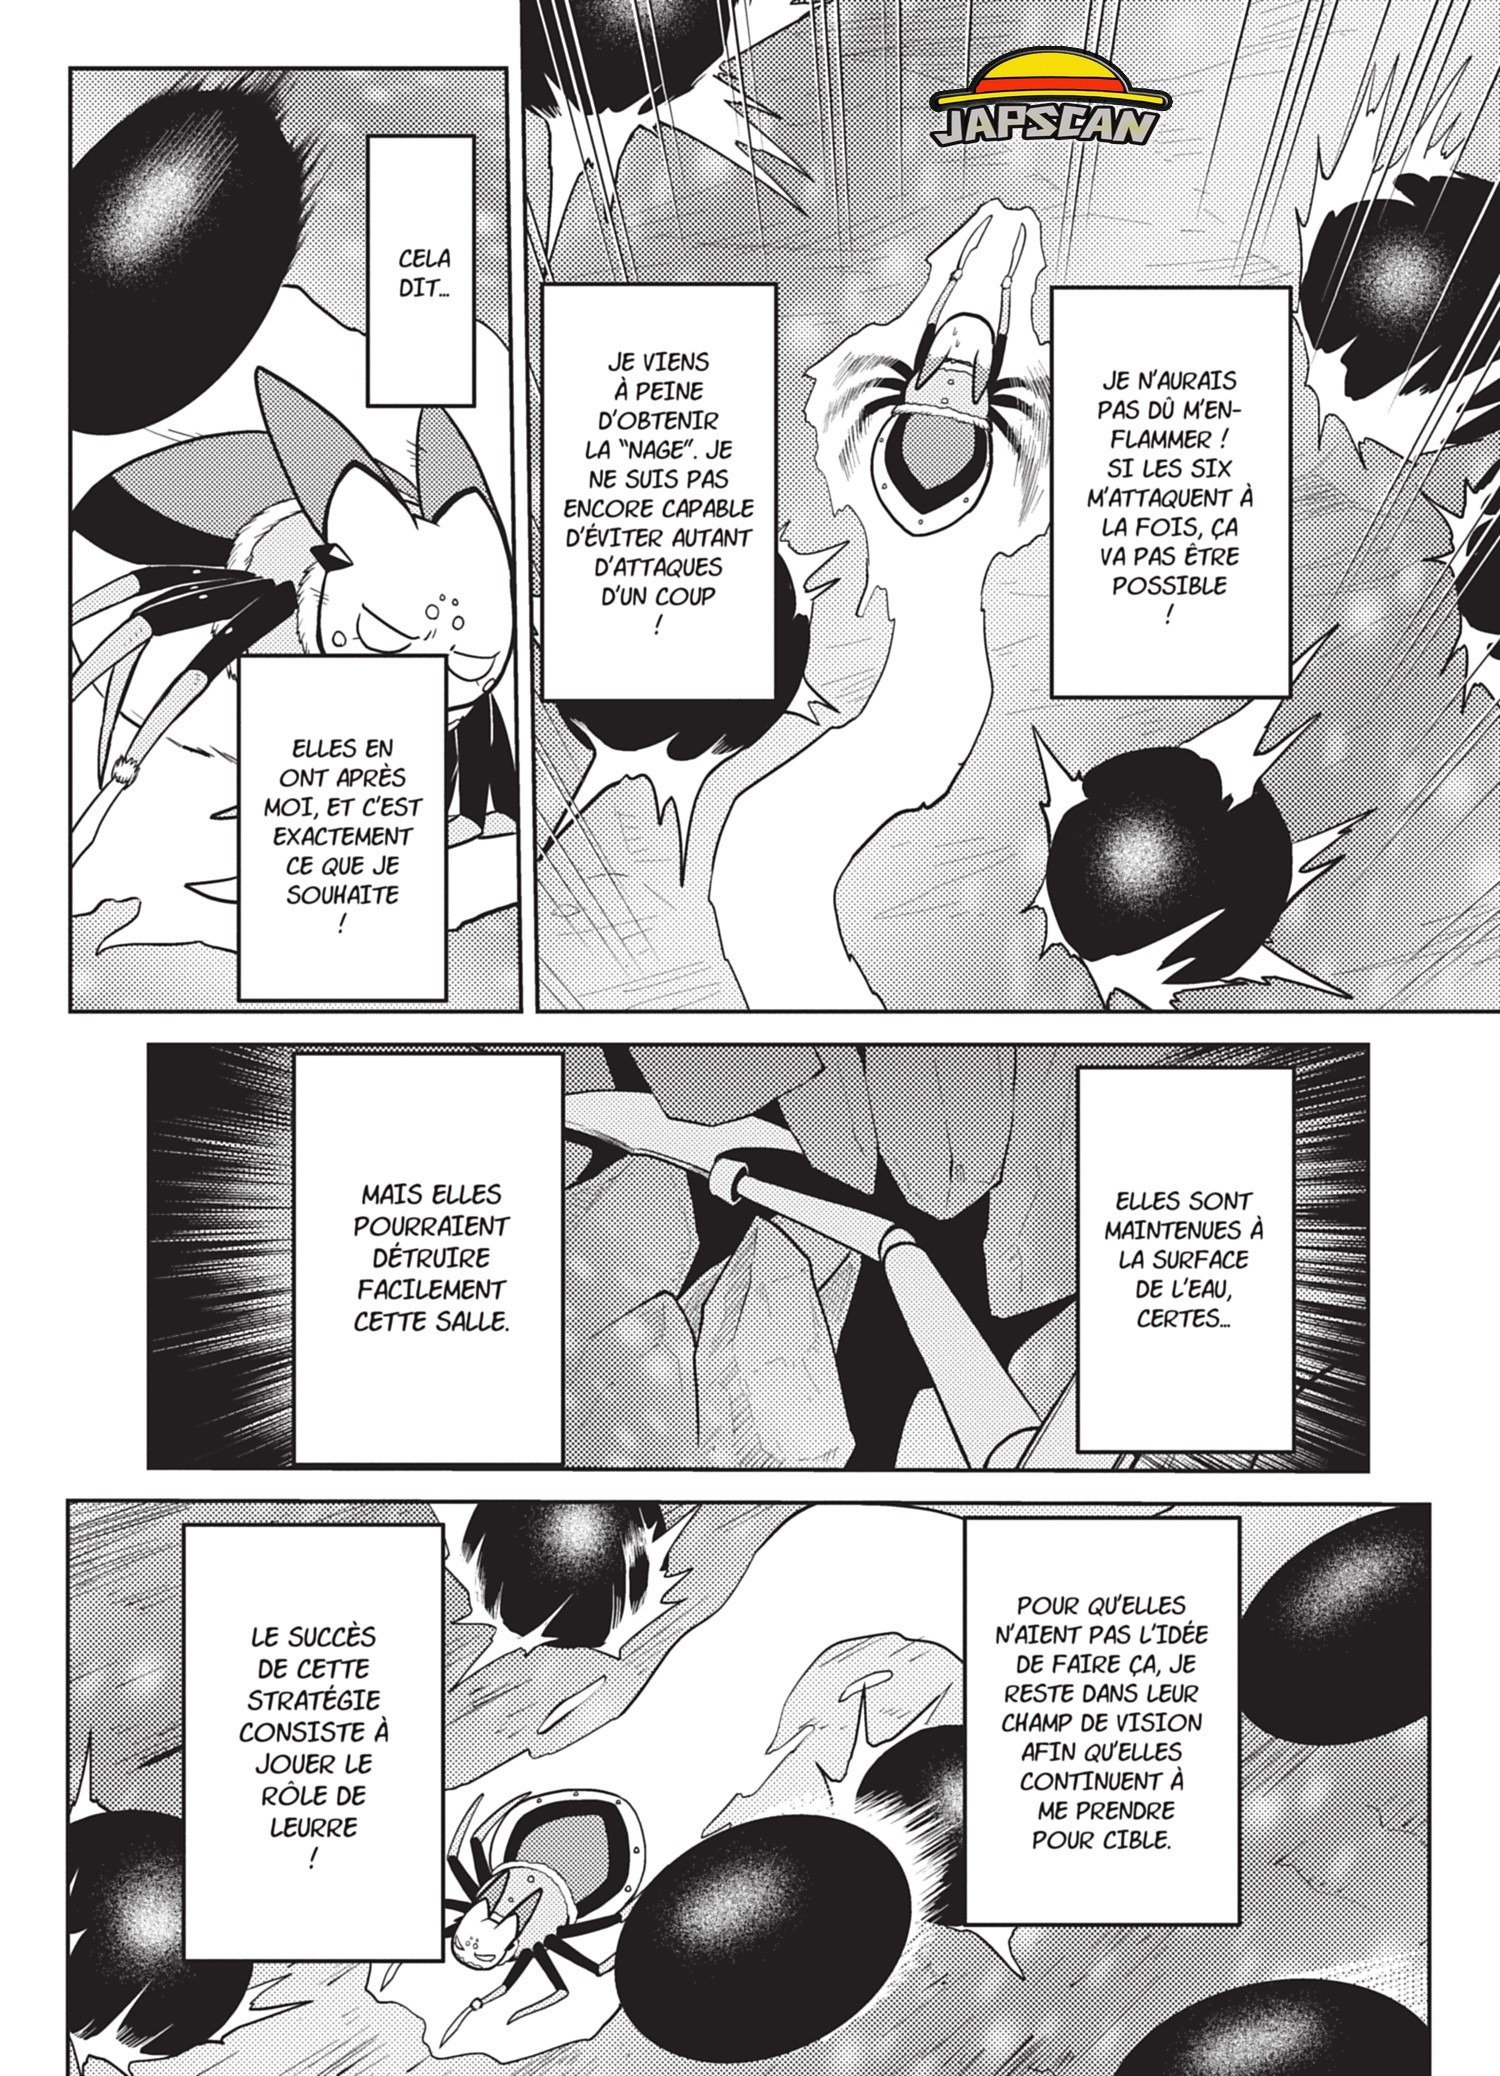 JAPSCAN
JE N'AURAIS
PAS DÛ M'EN-
FLAMMER !
SI LES SIX
M'ATTAQUENT À
LA FOIS, ÇA
VA PAS ÊTRE
POSSIBLE
!
JE VIENS
À PEINE
D'OBTENIR
LA “NAGE”. JE
NE SUIS PAS
ENCORE CAPABLE
D'ÉVITER AUTANT
D'ATTAQUES
D'UN COUP
!
CELA
DIT...
ELLES EN
ONT APRÈS
MOI, ET C'EST
EXACTEMENT
CE QUE JE
SOUHAITE
!
ELLES SONT
MAINTENUES À
LA SURFACE
DE L'EAU,
CERTES...
MAIS ELLES
POURRAIENT
DÉTRUIRE
FACILEMENT
CETTE SALLE.
POUR QU'ELLES
N'AIENT PAS L'IDÉE
DE FAIRE ÇA, JE
RESTE DANS LEUR
CHAMP DE VISION
AFIN QU'ELLES
CONTINUENT À
ME PRENDRE
POUR CIBLE.
LE SUCCÈS
DE CETTE
STRATÉGIE
CONSISTE À
JOUER LE
RÔLE DE
LEURRE
!